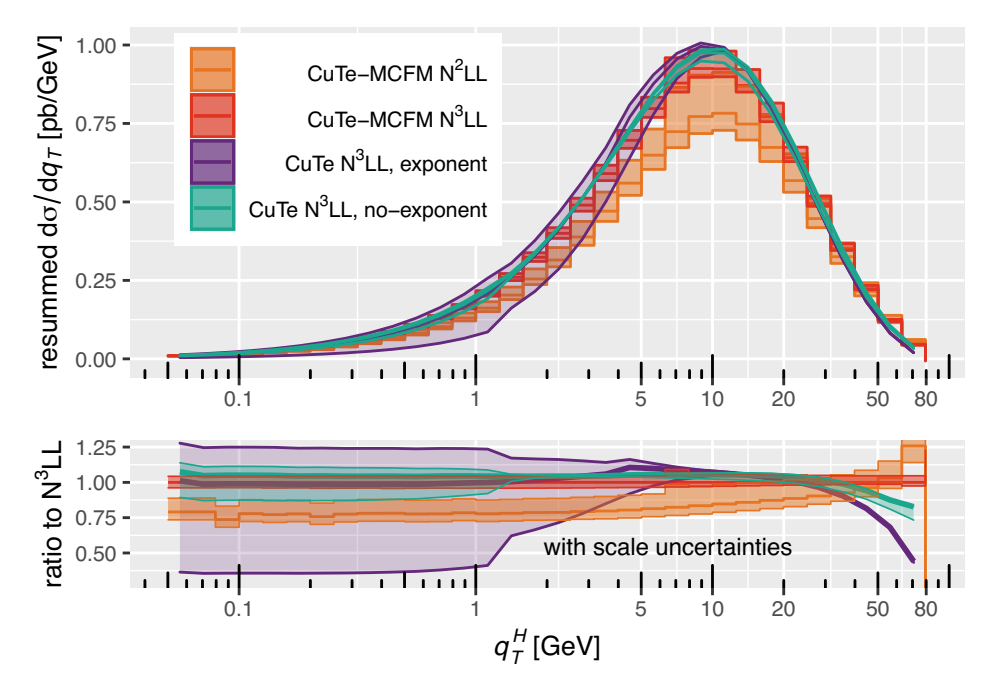 resummed dσ/dqT [pb/GeV]
1.00
0.75
0.50
0.25
0.00
CuTe−MCFM N²LL
CuTe−MCFM N³LL
CuTe N³LL, exponent
CuTe N³LL, no−exponent
0.1 1 5 10 20 50 80
ratio to N³LL
1.25
1.00
0.75
0.50
with scale uncertainties
0.1 1 5 10 20 50 80
q_T^H [GeV]